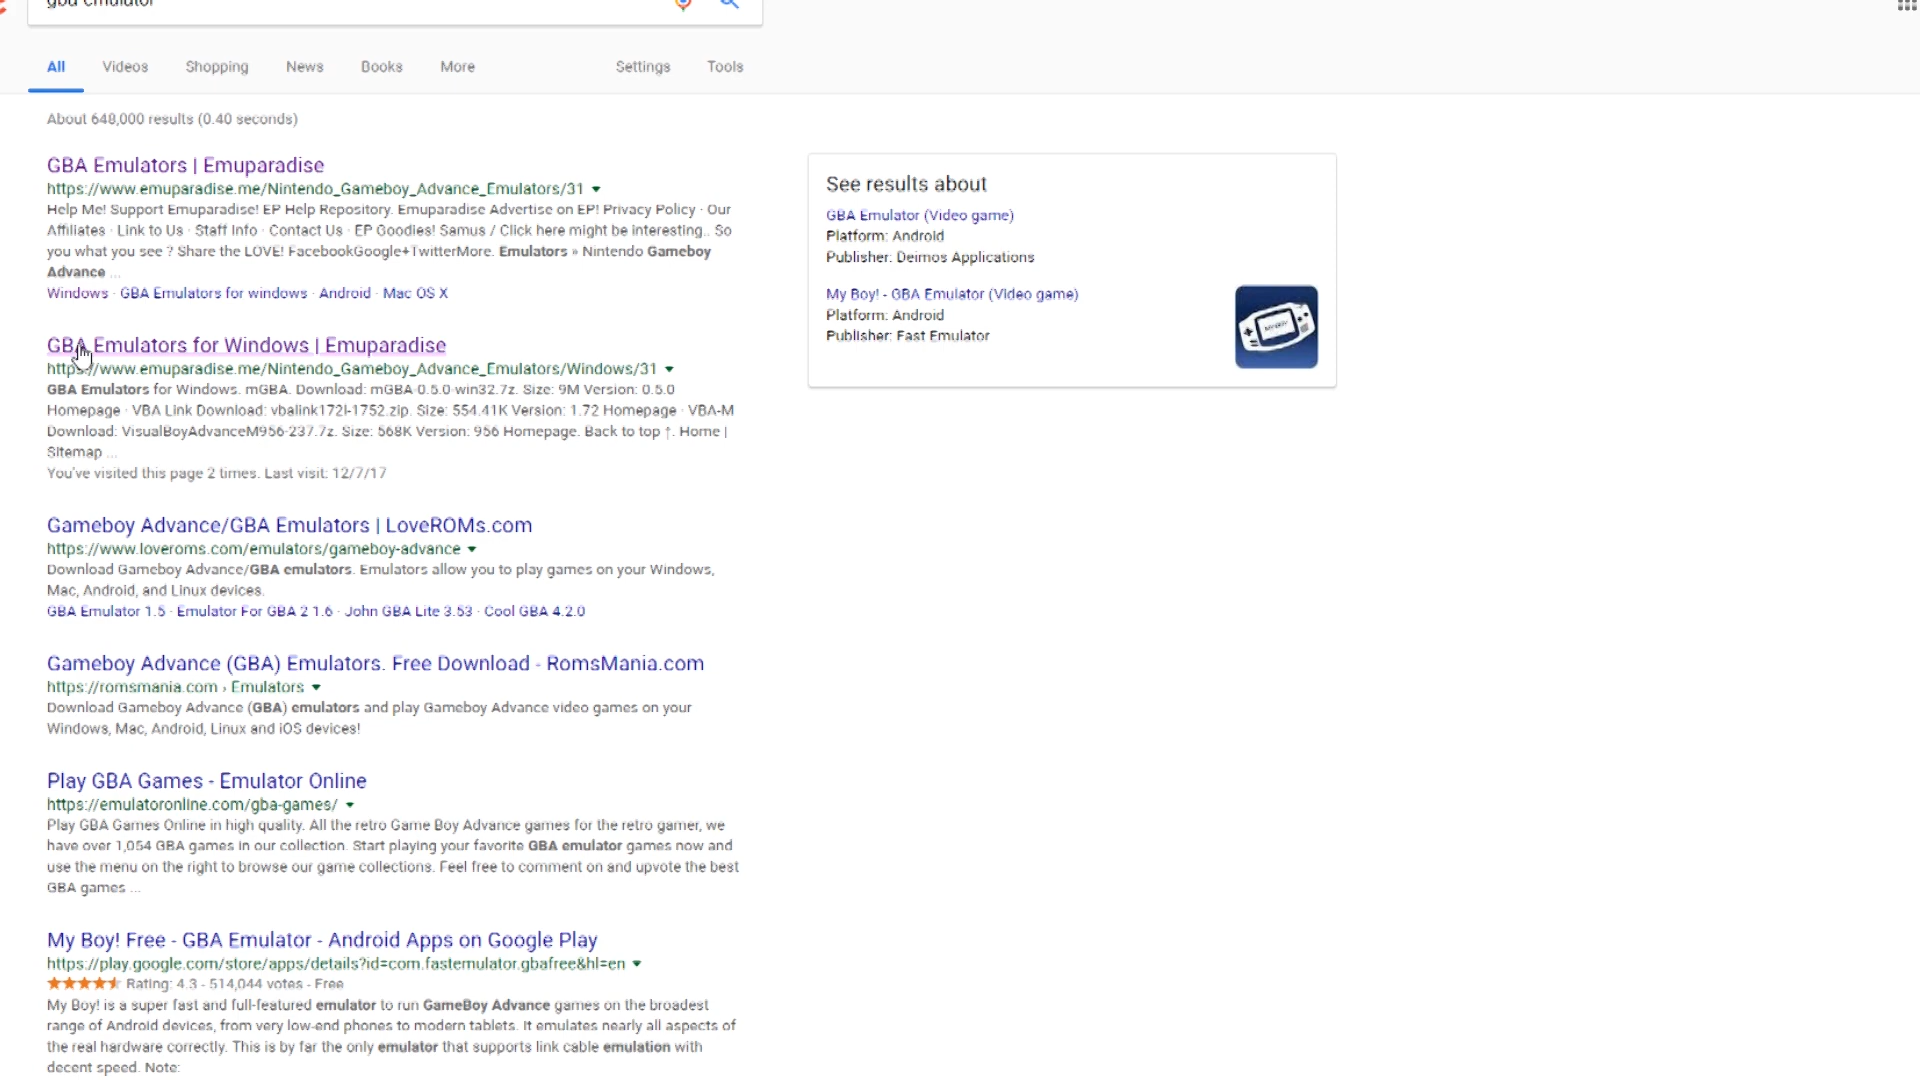 gba emulator
All Videos Shopping News Books More Settings Tools
About 648,000 results (0.40 seconds)
GBA Emulators | Emuparadise
https://www.emuparadise.me/Nintendo_Gameboy_Advance_Emulators/31
Help Me! Support Emuparadise! EP Help Repository. Emuparadise Advertise on EP! Privacy Policy · Our
Affiliates · Link to Us · Staff Info · Contact Us · EP Goodies! Samus / Click here might be interesting.. So
you what you see ? Share the LOVE! FacebookGoogle+TwitterMore. Emulators » Nintendo Gameboy
Advance ...
Windows · GBA Emulators for windows · Android · Mac OS X
GBA Emulators for Windows | Emuparadise
https://www.emuparadise.me/Nintendo_Gameboy_Advance_Emulators/Windows/31
GBA Emulators for Windows. mGBA. Download: mGBA-0.5.0-win32.7z. Size: 9M Version: 0.5.0
Homepage · VBA Link Download: vbalink172l-1752.zip. Size: 554.41K Version: 1.72 Homepage · VBA-M
Download: VisualBoyAdvanceM956-237.7z. Size: 568K Version: 956 Homepage. Back to top ↑. Home |
Sitemap ...
You've visited this page 2 times. Last visit: 12/7/17
Gameboy Advance/GBA Emulators | LoveROMs.com
https://www.loveroms.com/emulators/gameboy-advance
Download Gameboy Advance/GBA emulators. Emulators allow you to play games on your Windows,
Mac, Android, and Linux devices.
GBA Emulator 1.5 · Emulator For GBA 2 1.6 · John GBA Lite 3.53 · Cool GBA 4.2.0
Gameboy Advance (GBA) Emulators. Free Download - RomsMania.com
https://romsmania.com › Emulators
Download Gameboy Advance (GBA) emulators and play Gameboy Advance video games on your
Windows, Mac, Android, Linux and iOS devices!
Play GBA Games - Emulator Online
https://emulatoronline.com/gba-games/
Play GBA Games Online in high quality. All the retro Game Boy Advance games for the retro gamer, we
have over 1,054 GBA games in our collection. Start playing your favorite GBA emulator games now and
use the menu on the right to browse our game collections. Feel free to comment on and upvote the best
GBA games ...
My Boy! Free - GBA Emulator - Android Apps on Google Play
https://play.google.com/store/apps/details?id=com.fastemulator.gbafree&hl=en
Rating: 4.3 - 514,044 votes - Free
My Boy! is a super fast and full-featured emulator to run GameBoy Advance games on the broadest
range of Android devices, from very low-end phones to modern tablets. It emulates nearly all aspects of
the real hardware correctly. This is by far the only emulator that supports link cable emulation with
decent speed. Note:
See results about
GBA Emulator (Video game)
Platform: Android
Publisher: Deimos Applications
My Boy! - GBA Emulator (Video game)
Platform: Android
Publisher: Fast Emulator